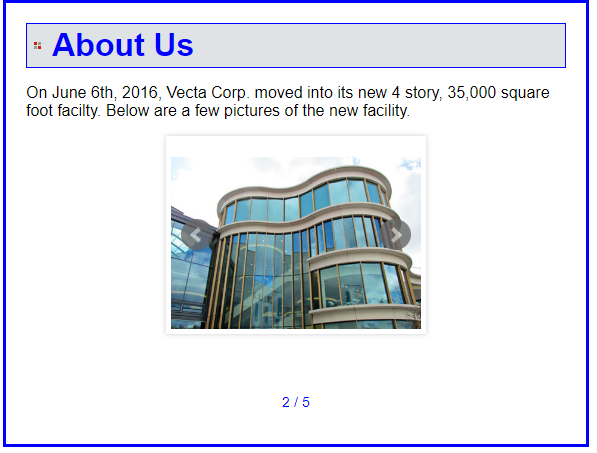 About Us
On June 6th, 2016, Vecta Corp. moved into its new 4 story, 35,000 square
foot facilty. Below are a few pictures of the new facility.
2 / 5